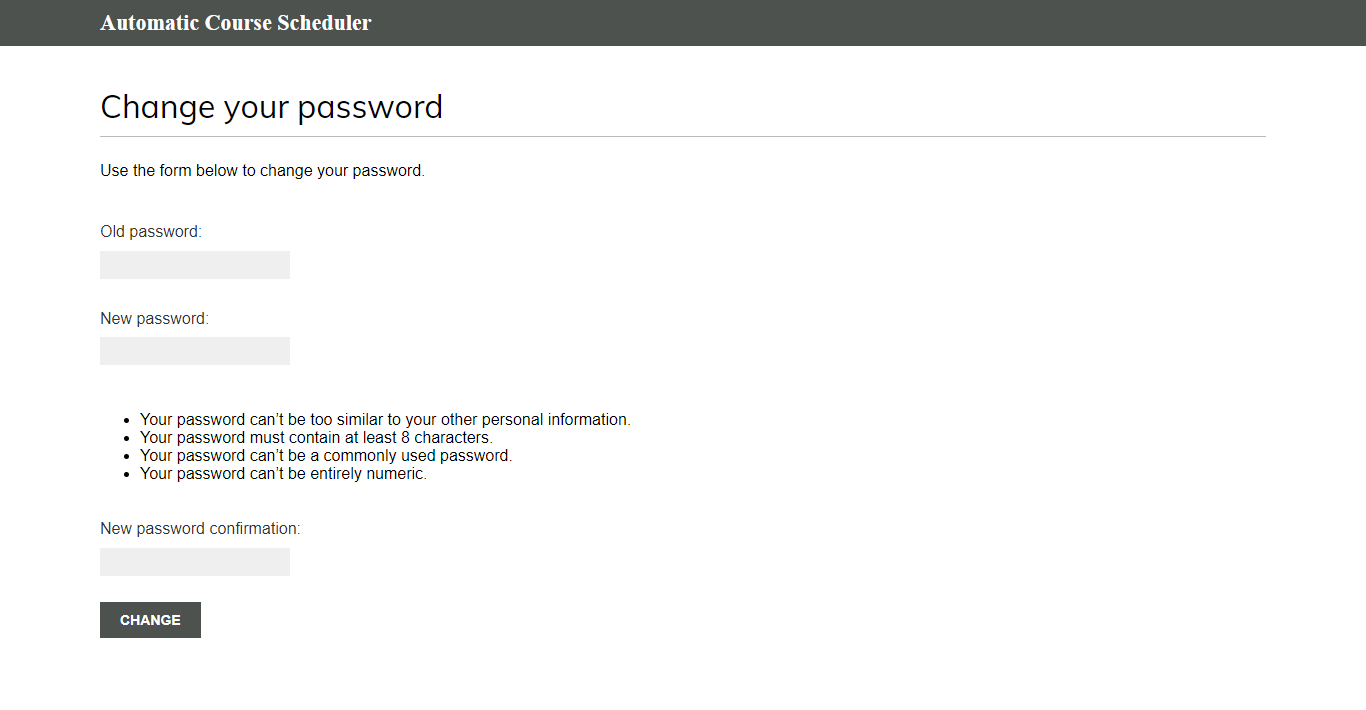 Automatic Course Scheduler
Change your password
Use the form below to change your password.
Old password:
New password:
• Your password can’t be too similar to your other personal information.
• Your password must contain at least 8 characters.
• Your password can’t be a commonly used password.
• Your password can’t be entirely numeric.
New password confirmation:
CHANGE